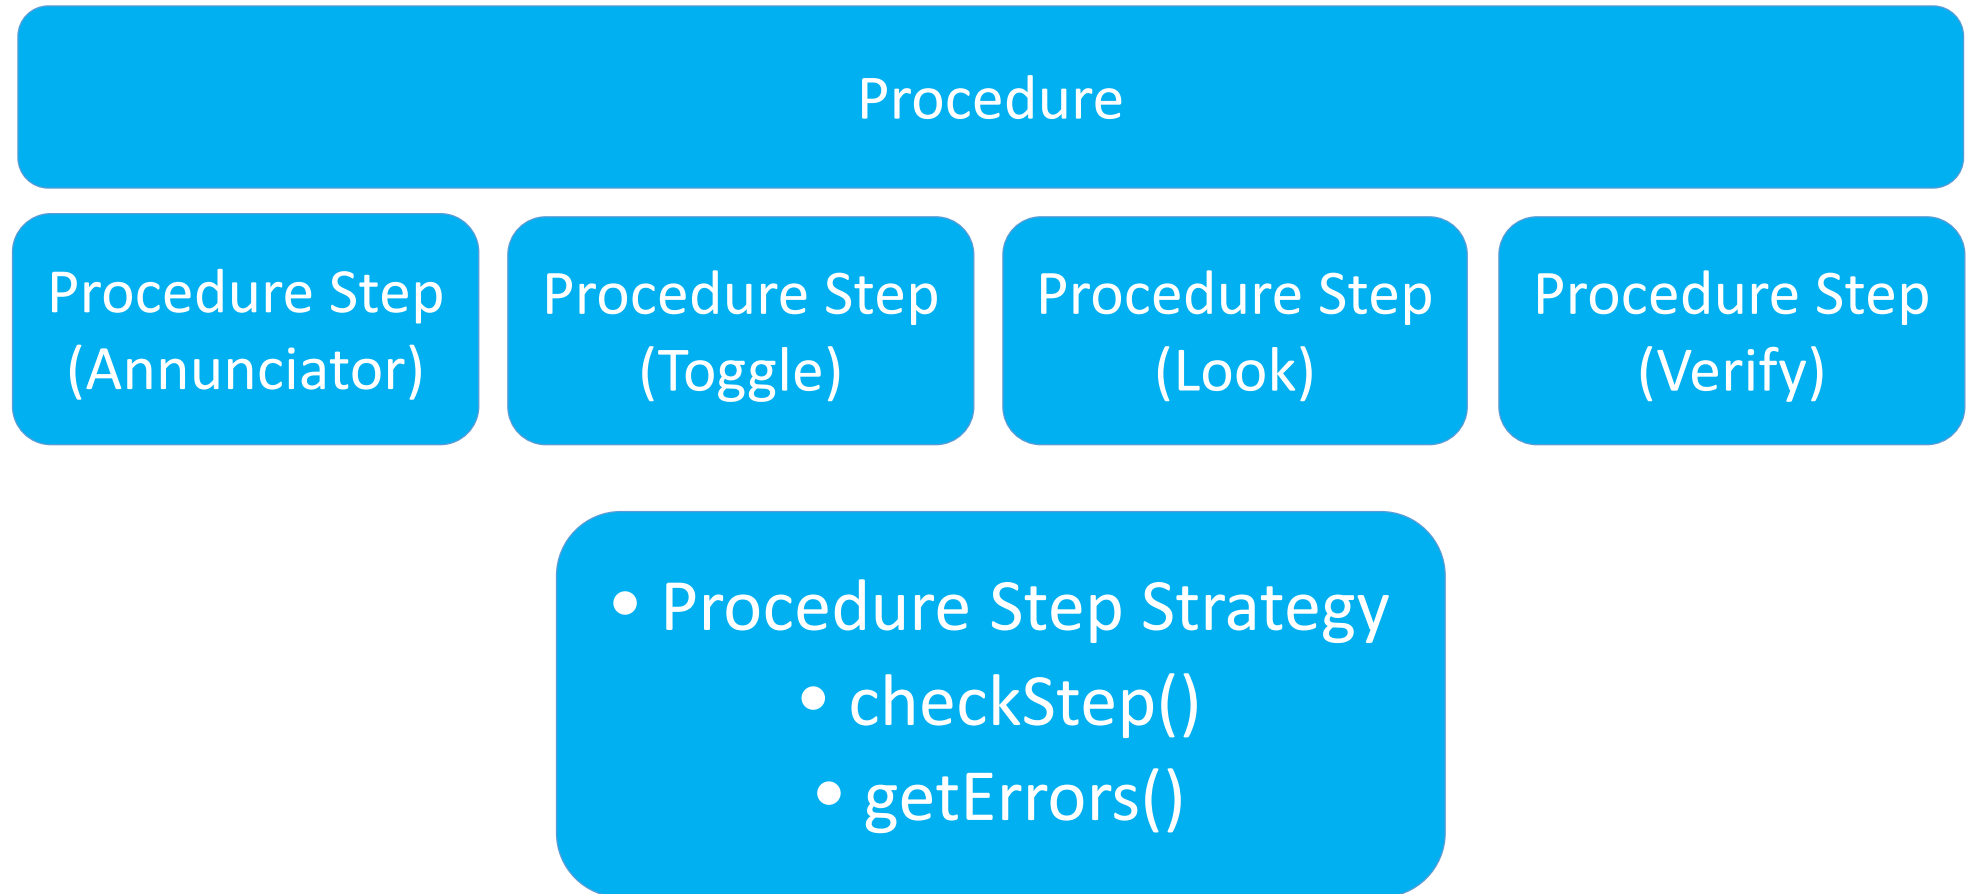 Procedure
Procedure Step
(Annunciator)
Procedure Step
(Toggle)
Procedure Step
(Look)
Procedure Step
(Verify)
• Procedure Step Strategy
• checkStep()
• getErrors()